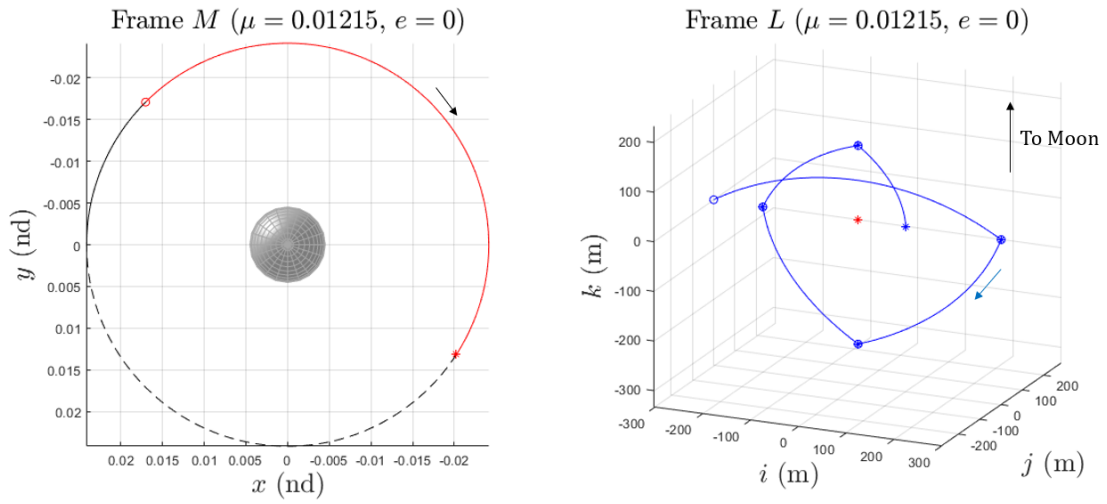 Frame M (μ = 0.01215, e = 0)
-0.02
-0.015
-0.01
-0.005
0
0.005
0.01
0.015
0.02
y (nd)
0.02 0.015 0.01 0.005 0 -0.005 -0.01 -0.015 -0.02
x (nd)
Frame L (μ = 0.01215, e = 0)
To Moon
200
100
0
-100
-200
-300
k (m)
-300 -200 -100 0 100 200 300
i (m)
-200 -100 0 100 200
j (m)